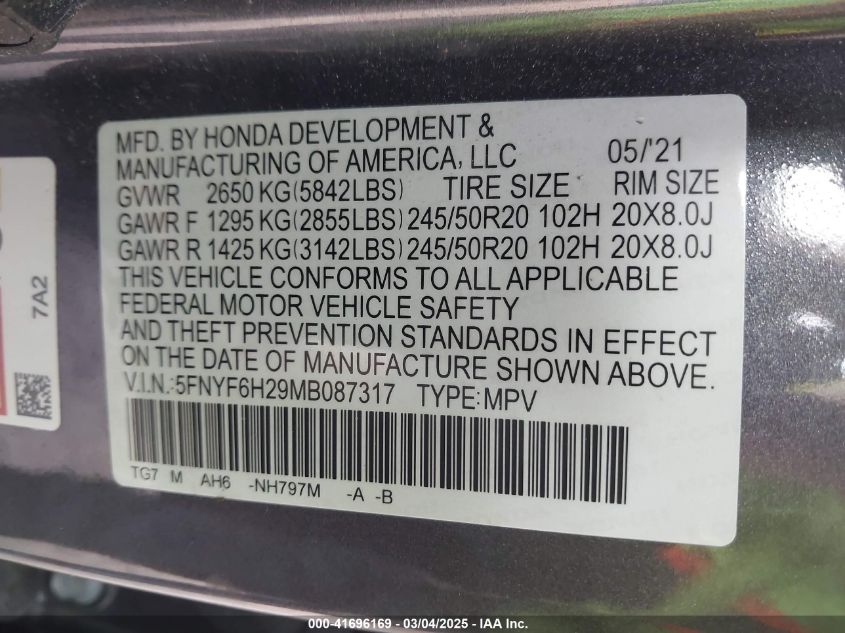 MFD. BY HONDA DEVELOPMENT &
MANUFACTURING OF AMERICA, LLC 05/'21
GVWR 2650 KG(5842LBS) TIRE SIZE RIM SIZE
GAWR F 1295 KG(2855LBS) 245/50R20 102H 20X8.0J
GAWR R 1425 KG(3142LBS) 245/50R20 102H 20X8.0J
THIS VEHICLE CONFORMS TO ALL APPLICABLE
FEDERAL MOTOR VEHICLE SAFETY
AND THEFT PREVENTION STANDARDS IN EFFECT
ON THE DATE OF MANUFACTURE SHOWN ABOVE.
V.I.N.:5FNYF6H29MB087317 TYPE:MPV
TG7 M AH6 -NH797M -A -B
7A2
000-41696169 - 03/04/2025 - IAA Inc.